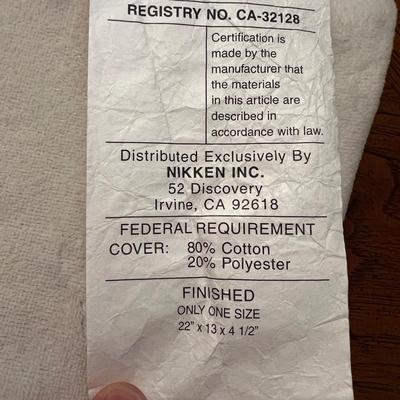 REGISTRY NO. CA-32128
Certification is
made by the
manufacturer that
the materials
in this article are
described in
accordance with law.
Distributed Exclusively By
NIKKEN INC.
52 Discovery
Irvine, CA 92618
FEDERAL REQUIREMENT
COVER: 80% Cotton
20% Polyester
FINISHED
ONLY ONE SIZE
22" x 13 x 4 1/2"